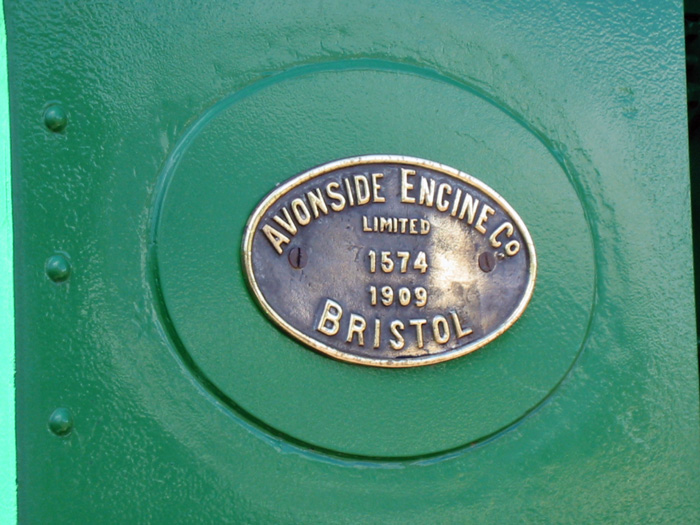 AVONSIDE ENGINE Co
LIMITED
1574
1909
BRISTOL